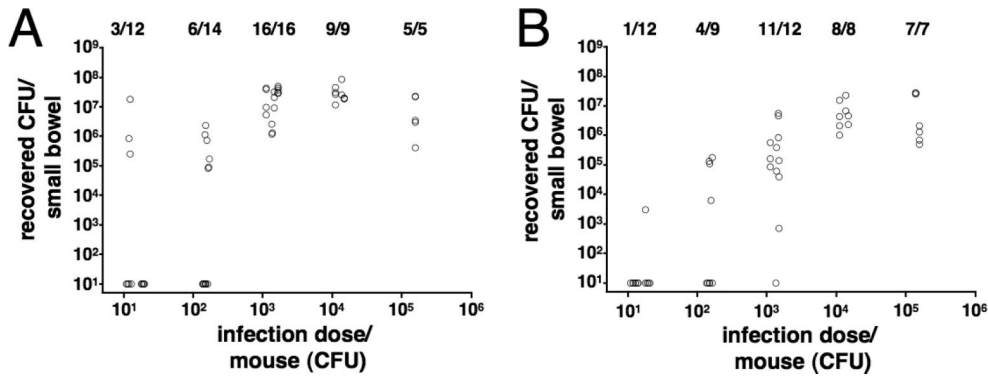 A
3/12 6/14 16/16 9/9 5/5
recovered CFU/
small bowel
10⁹
10⁸
10⁷
10⁶
10⁵
10⁴
10³
10²
10¹
10¹ 10² 10³ 10⁴ 10⁵ 10⁶
infection dose/
mouse (CFU)
B
1/12 4/9 11/12 8/8 7/7
recovered CFU/
small bowel
10⁹
10⁸
10⁷
10⁶
10⁵
10⁴
10³
10²
10¹
10¹ 10² 10³ 10⁴ 10⁵ 10⁶
infection dose/
mouse (CFU)